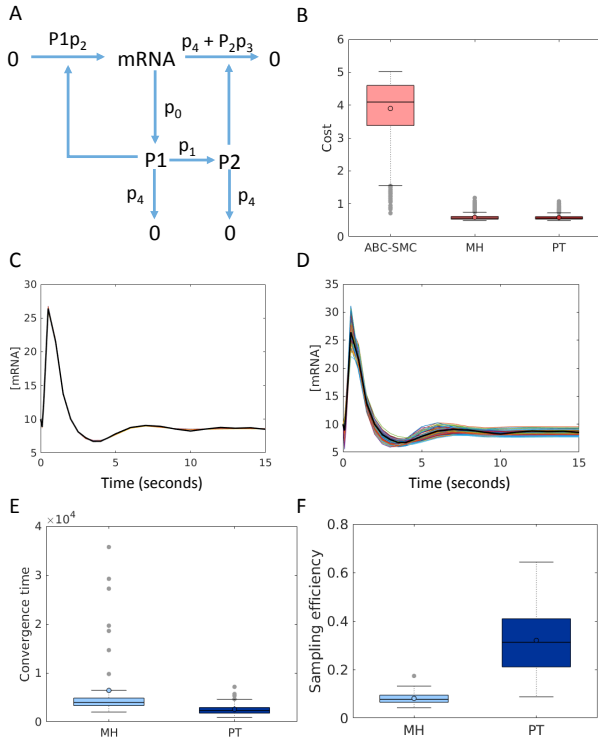 A
P1p₂
p₄ + P₂p₃
0
mRNA
0
p₀
p₁
P1
P2
p₄
p₄
0
0
B
6
5
4
3
2
1
0
Cost
ABC-SMC
MH
PT
C
30
25
20
15
10
5
[mRNA]
0
5
10
15
Time (seconds)
D
35
30
25
20
15
10
5
[mRNA]
0
5
10
15
Time (seconds)
E
×10⁴
4
3
2
1
0
Convergence time
MH
PT
F
0.8
0.6
0.4
0.2
0
Sampling efficiency
MH
PT